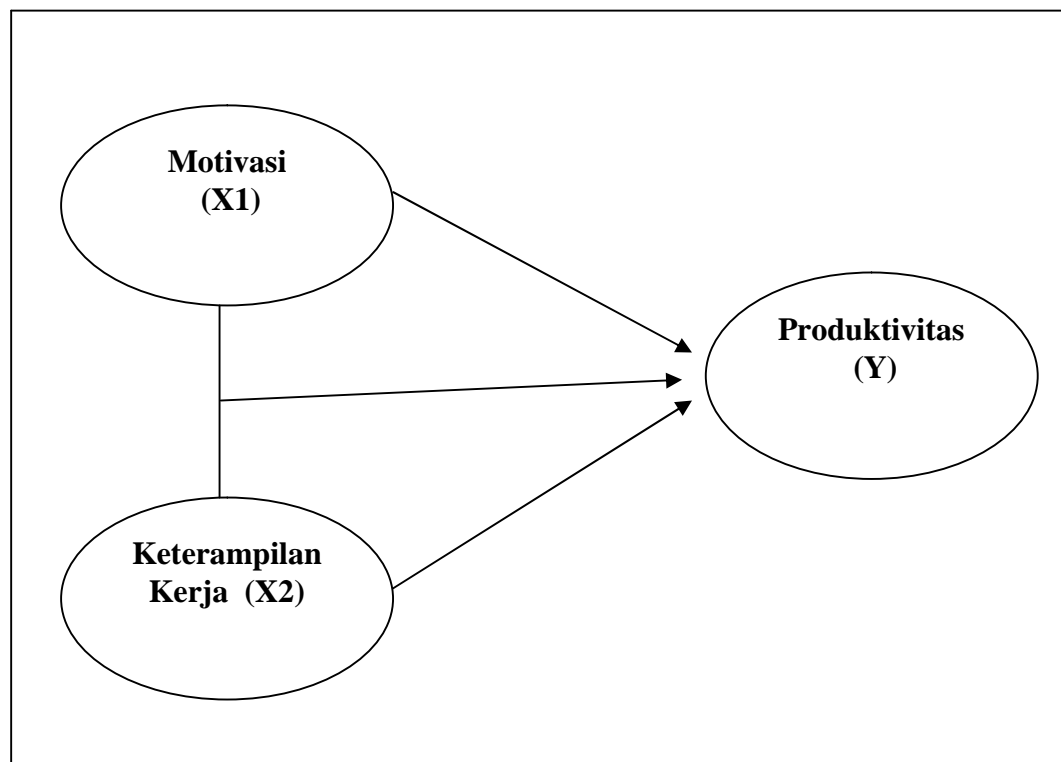 Motivasi
(X1)
Produktivitas
(Y)
Keterampilan
Kerja  (X2)